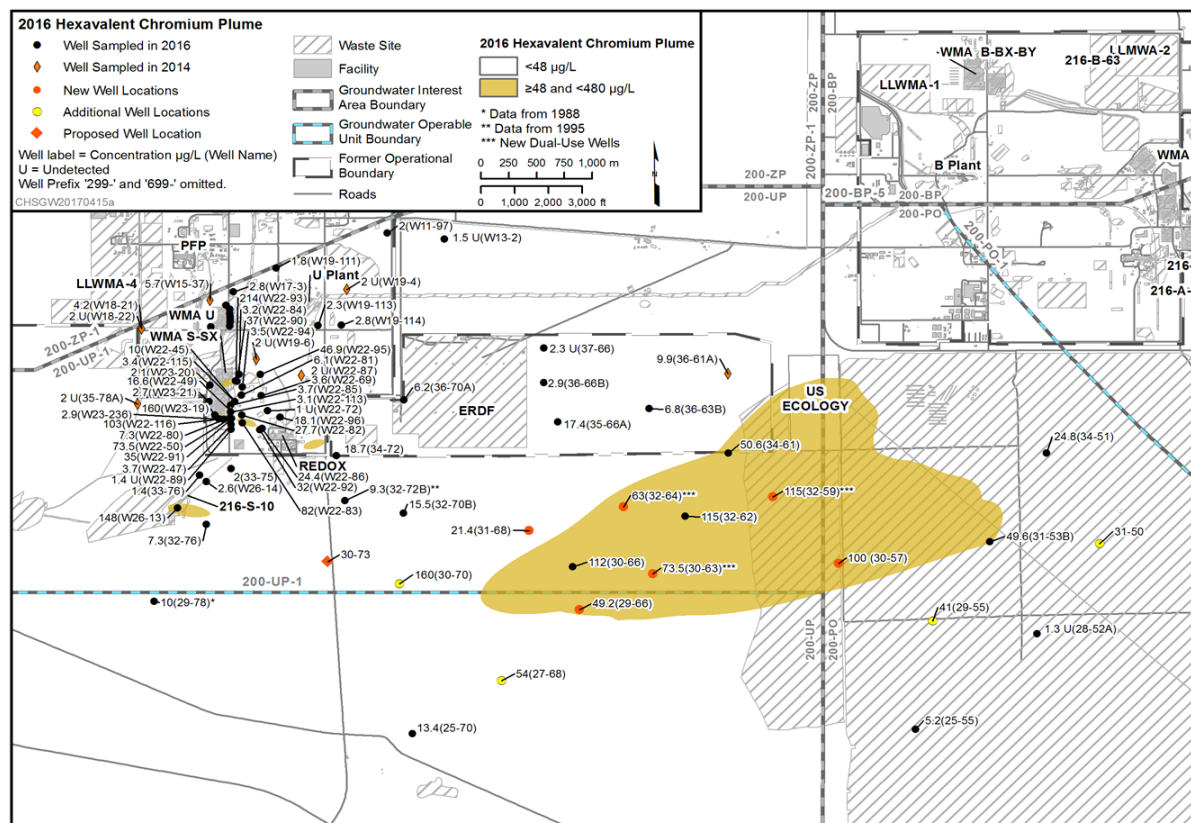 2016 Hexavalent Chromium Plume
Well Sampled in 2016
Well Sampled in 2014
New Well Locations
Additional Well Locations
Proposed Well Location
Well label = Concentration µg/L (Well Name)
U = Undetected
Well Prefix '299-' and '699-' omitted.
CHSGW20170415a
Waste Site
Facility
Groundwater Interest
Area Boundary
Groundwater Operable
Unit Boundary
Former Operational
Boundary
Roads
2016 Hexavalent Chromium Plume
<48 µg/L
≥48 and <480 µg/L
* Data from 1988
** Data from 1995
*** New Dual-Use Wells
0 250 500 1,000 m
0 1,000 2,000 3,000 ft
N
200-ZP
200-UP
200-ZP-1
200-ZP
200-BP
200-BP-5
200-BP
200-PO
200-PO-1
WMA B-BX-BY
LLMWA-2
216-B-63
LLWMA-1
B Plant
WMA
216-
216-A-
PFP
2(W11-97)
1.5 U(W13-2)
1.8(W19-111)
U Plant
LLWMA-4
5.7(W15-37)
2 U(W19-4)
2.8(W17-3)
4.2(W18-21)
214(W22-93)
2.3(W19-113)
2 U(W18-22)
WMA U
3.2(W22-84)
37(W22-90)
2.8(W19-114)
WMA S-SX
3.5(W22-94)
200-ZP-1
200-UP-1
2 U(W19-6)
10(W22-45)
46.9(W22-95)
3.4(W22-115)
6.1(W22-81)
2.1(W23-20)
2 U(W22-87)
16.6(W22-49)
3.6(W22-69)
2.7(W23-21)
3.7(W22-85)
2 U(35-78A)
3.1(W22-113)
160(W23-19)
1 U(W22-72)
2.9(W23-236)
18.1(W22-96)
103(W22-116)
27.7(W22-82)
7.3(W22-80)
73.5(W22-50)
35(W22-91)
REDOX
18.7(34-72)
3.7(W22-47)
24.4(W22-86)
1.4 U(W22-89)
2(33-75)
32(W22-92)
1.4(33-76)
2.6(W26-14)
82(W22-83)
216-S-10
148(W26-13)
7.3(32-76)
6.2(36-70A)
ERDF
2.3 U(37-66)
2.9(36-66B)
9.9(36-61A)
6.8(36-63B)
17.4(35-66A)
US
ECOLOGY
50.6(34-61)
24.8(34-51)
9.3(32-72B)**
15.5(32-70B)
63(32-64)***
115(32-59)***
115(32-62)
21.4(31-68)
49.6(31-53B)
31-50
30-73
112(30-66)
73.5(30-63)***
100 (30-57)
200-UP-1
160(30-70)
10(29-78)*
49.2(29-66)
41(29-55)
1.3 U(28-52A)
200-UP
200-PO
54(27-68)
13.4(25-70)
5.2(25-55)